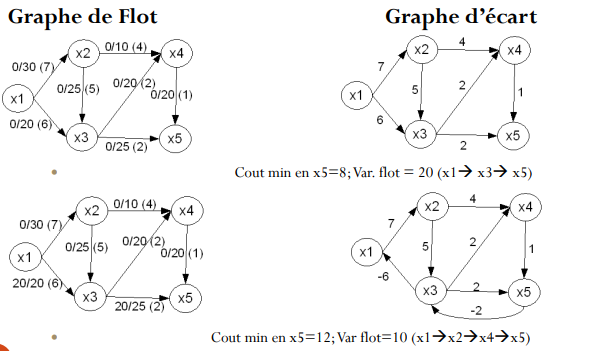 Graphe de Flot
Graphe d'écart
x2
0/10 (4)
x4
0/30 (7)
0/25 (5)
0/20 (2)
0/20 (1)
x1
0/20 (6)
x3
0/25 (2)
x5
x2
4
x4
7
5
2
1
x1
6
x3
2
x5
• Cout min en x5=8; Var. flot = 20 (x1→ x3→ x5)
x2
0/10 (4)
x4
0/30 (7)
0/25 (5)
0/20 (2)
0/20 (1)
x1
20/20 (6)
x3
20/25 (2)
x5
x2
4
x4
7
5
2
1
x1
-6
x3
2
x5
-2
• Cout min en x5=12; Var flot=10 (x1→x2→x4→x5)